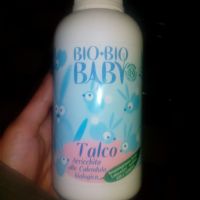 BIO·BIO
BABY
Talco
Arricchito
alla Calendula
biologica